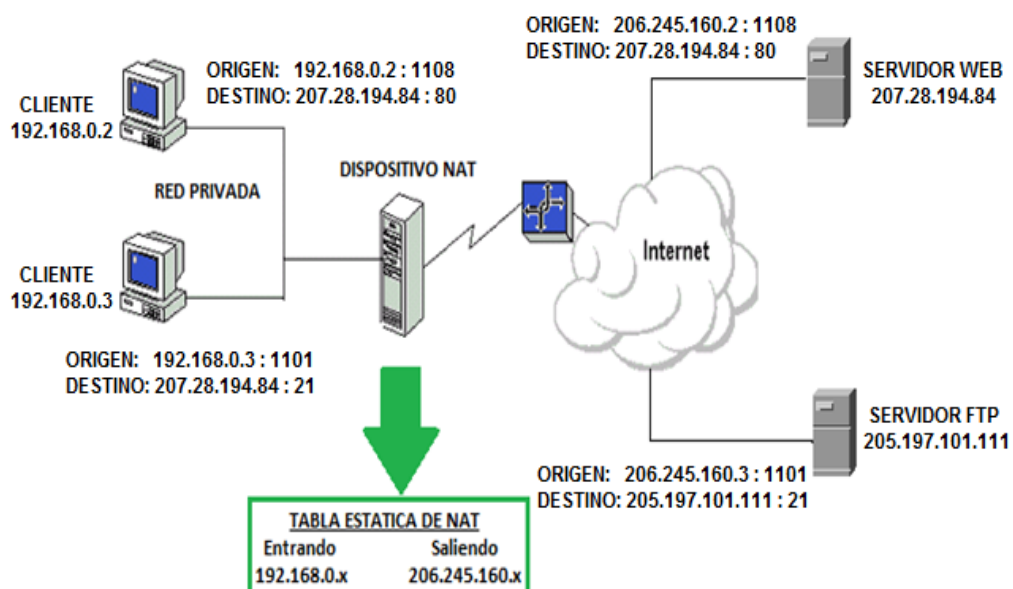 ORIGEN: 206.245.160.2 : 1108
DESTINO: 207.28.194.84 : 80
SERVIDOR WEB
207.28.194.84
ORIGEN: 192.168.0.2 : 1108
DESTINO: 207.28.194.84 : 80
CLIENTE
192.168.0.2
RED PRIVADA
DISPOSITIVO NAT
Internet
CLIENTE
192.168.0.3
ORIGEN: 192.168.0.3 : 1101
DESTINO: 207.28.194.84 : 21
SERVIDOR FTP
205.197.101.111
ORIGEN: 206.245.160.3 : 1101
DESTINO: 205.197.101.111 : 21
TABLA ESTATICA DE NAT
Entrando Saliendo
192.168.0.x 206.245.160.x